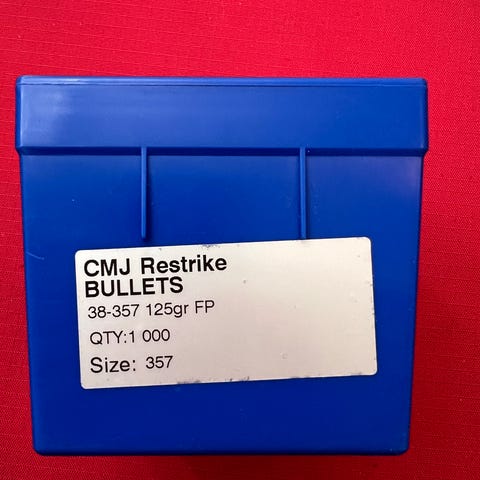 CMJ Restrike
BULLETS
38-357 125gr FP
QTY:1 000
Size: 357